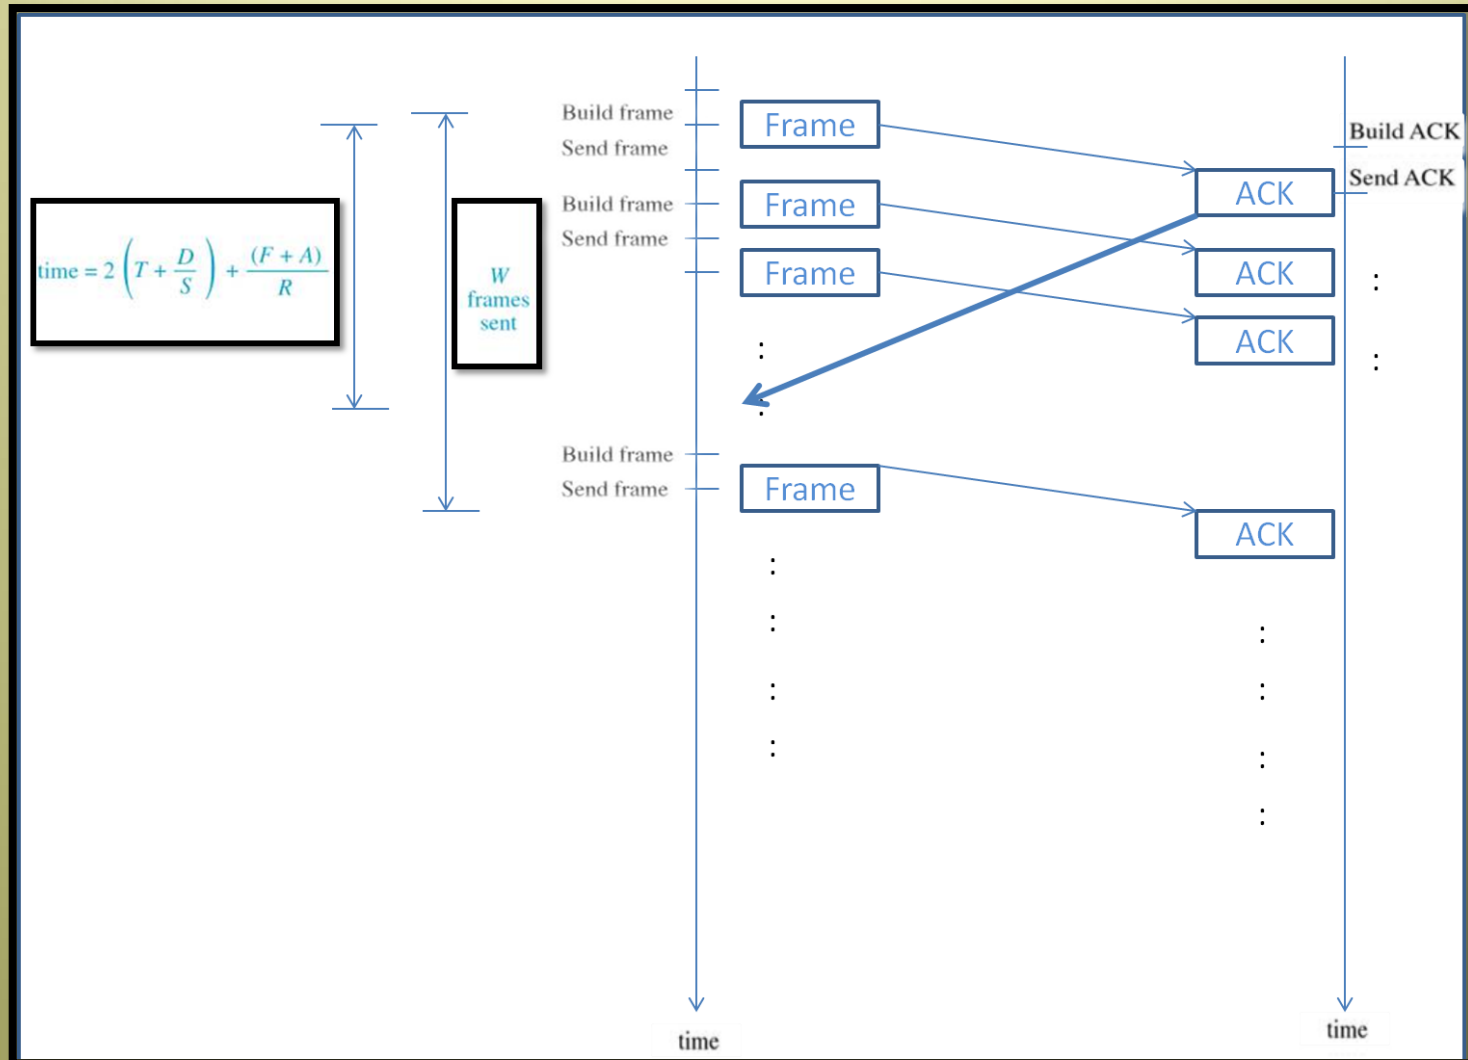 Build frame
Frame
Build ACK
Send frame
Send ACK
ACK
Build frame
Frame
Send frame
time = 2 (T + D/S) + (F + A)/R
W
frames
sent
Frame
ACK
:
:
ACK
:
:
:
Build frame
Send frame
Frame
ACK
:
:
:
:
:
:
:
:
time
time